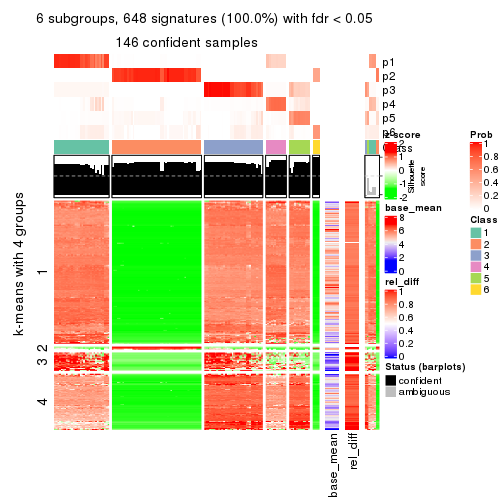 6 subgroups, 648 signatures (100.0%) with fdr < 0.05
146 confident samples
p1
p2
p3
p4
p5
p6
Class
z-score
2
1
0
-1
-2
Silhouette
score
base_mean
8
6
4
2
0
rel_diff
1
0.8
0.6
0.4
0.2
0
Status (barplots)
confident
ambiguous
Prob
1
0.8
0.6
0.4
0.2
0
Class
1
2
3
4
5
6
k-means with 4 groups
1
2
3
4
base_mean
rel_diff